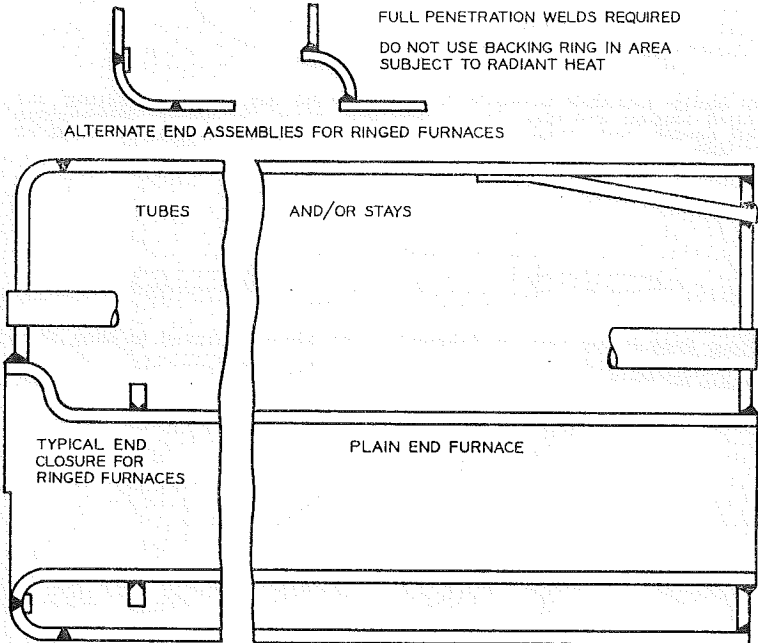 FULL PENETRATION WELDS REQUIRED
DO NOT USE BACKING RING IN AREA
SUBJECT TO RADIANT HEAT
ALTERNATE END ASSEMBLIES FOR RINGED FURNACES
TUBES AND/OR STAYS
TYPICAL END
CLOSURE FOR
RINGED FURNACES
PLAIN END FURNACE